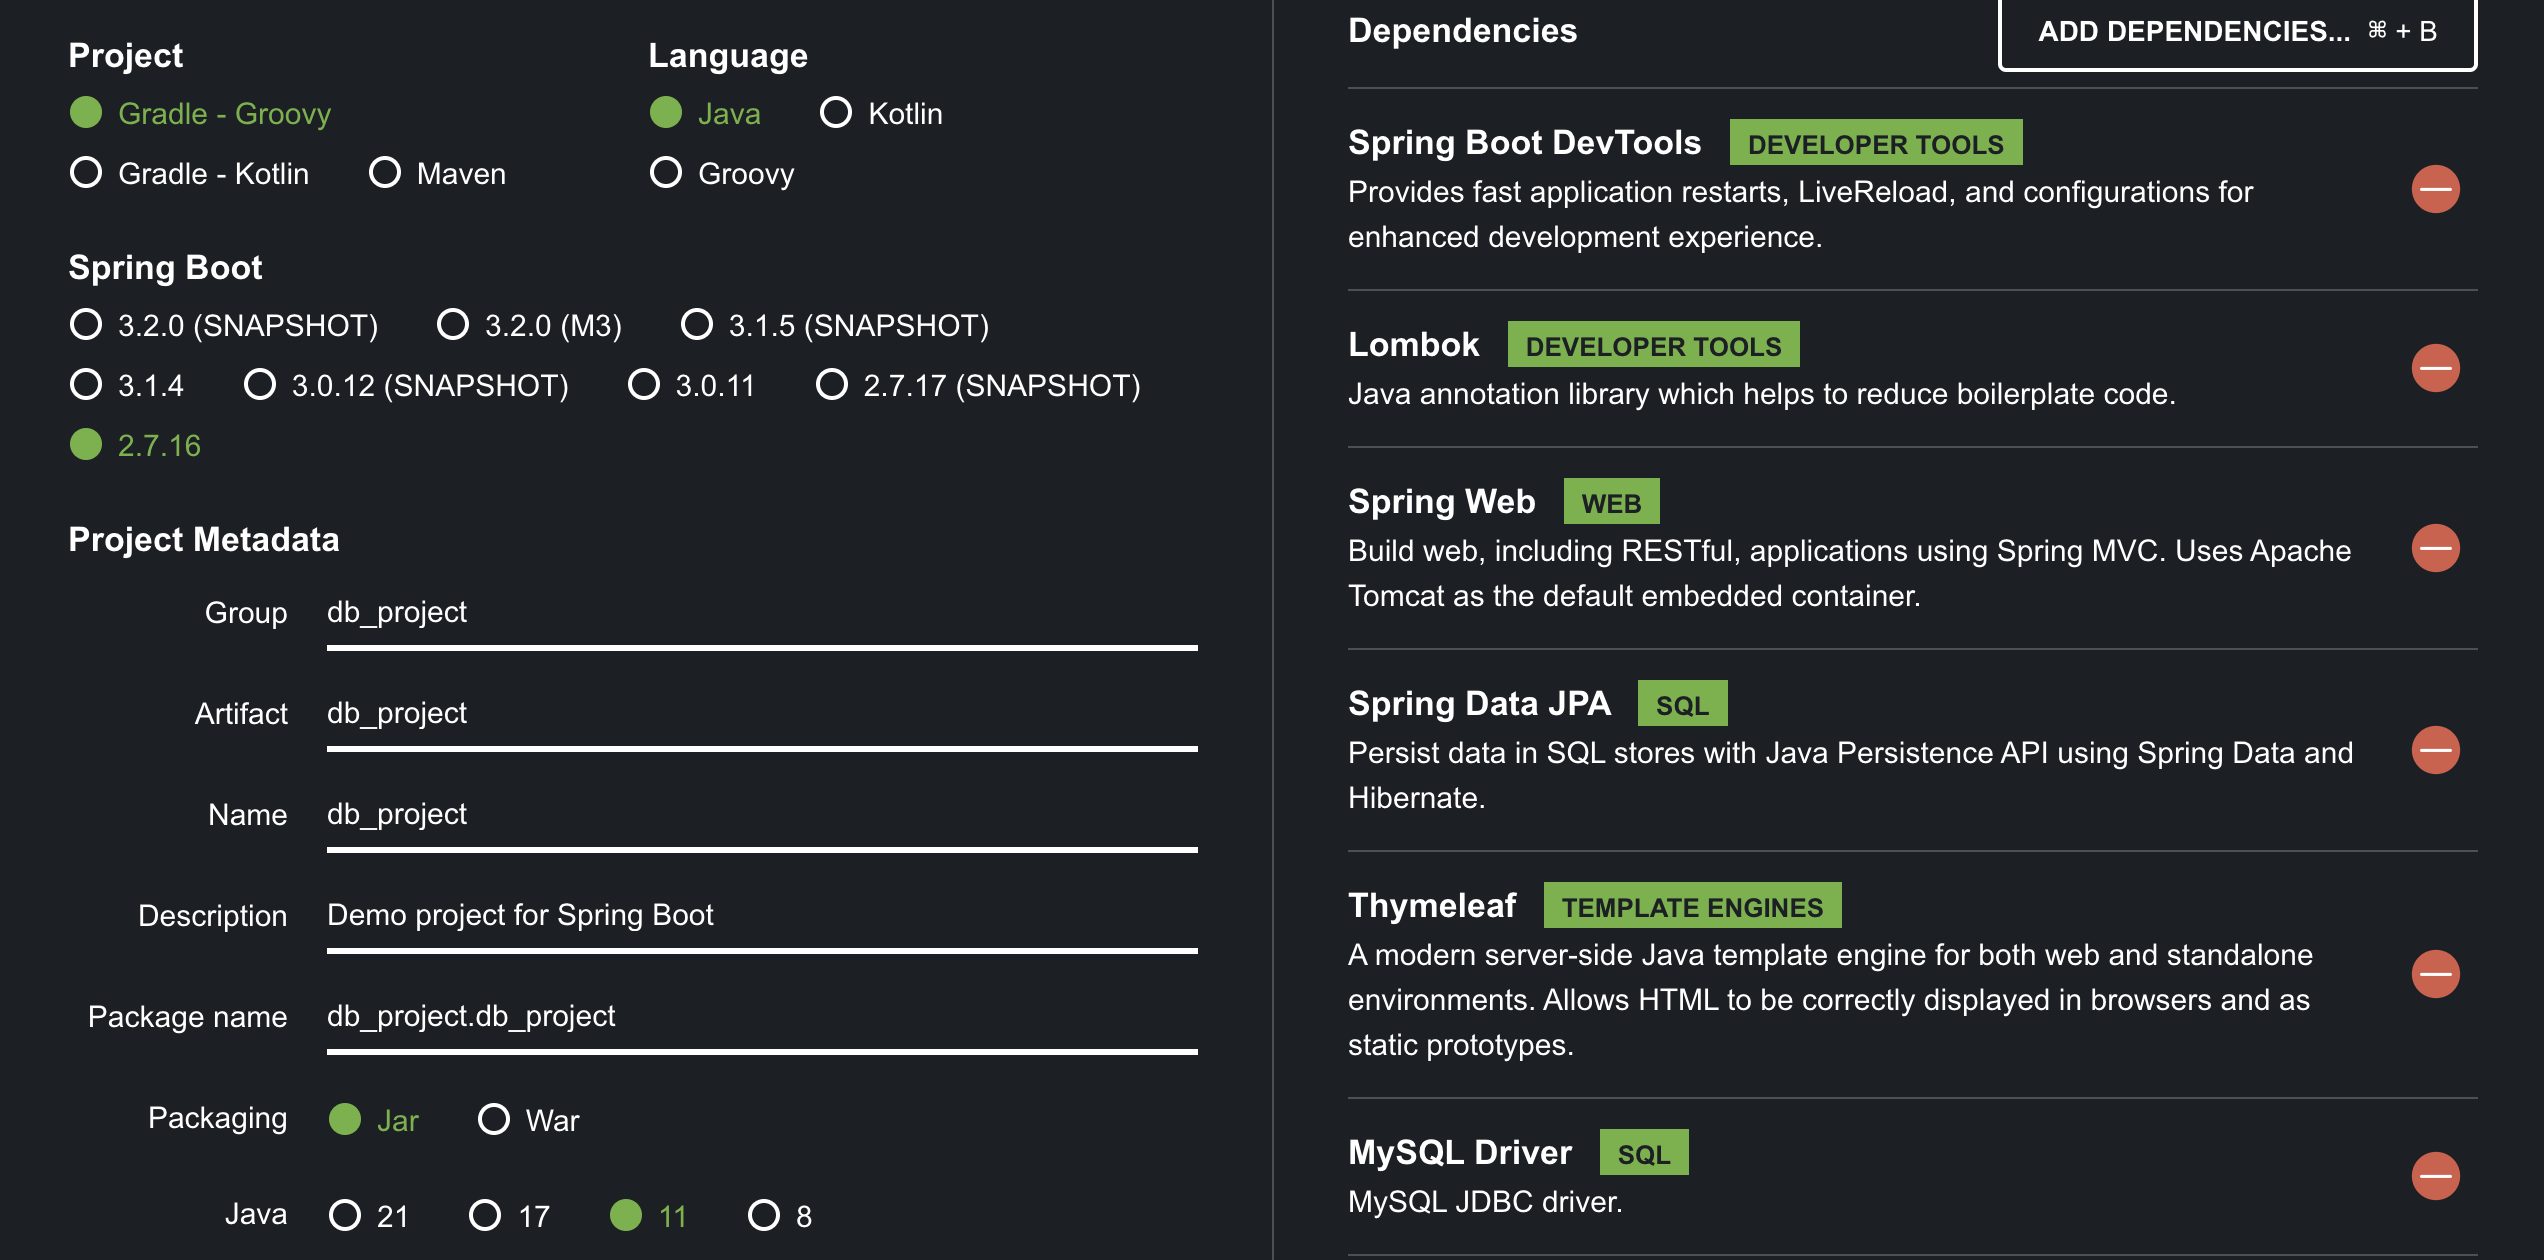 Project
Gradle - Groovy
Gradle - Kotlin Maven
Language
Java Kotlin
Groovy
Spring Boot
3.2.0 (SNAPSHOT) 3.2.0 (M3) 3.1.5 (SNAPSHOT)
3.1.4 3.0.12 (SNAPSHOT) 3.0.11 2.7.17 (SNAPSHOT)
2.7.16
Project Metadata
Group db_project
Artifact db_project
Name db_project
Description Demo project for Spring Boot
Package name db_project.db_project
Packaging Jar War
Java 21 17 11 8
Dependencies ADD DEPENDENCIES... ⌘ + B
Spring Boot DevTools DEVELOPER TOOLS
Provides fast application restarts, LiveReload, and configurations for
enhanced development experience.
Lombok DEVELOPER TOOLS
Java annotation library which helps to reduce boilerplate code.
Spring Web WEB
Build web, including RESTful, applications using Spring MVC. Uses Apache
Tomcat as the default embedded container.
Spring Data JPA SQL
Persist data in SQL stores with Java Persistence API using Spring Data and
Hibernate.
Thymeleaf TEMPLATE ENGINES
A modern server-side Java template engine for both web and standalone
environments. Allows HTML to be correctly displayed in browsers and as
static prototypes.
MySQL Driver SQL
MySQL JDBC driver.